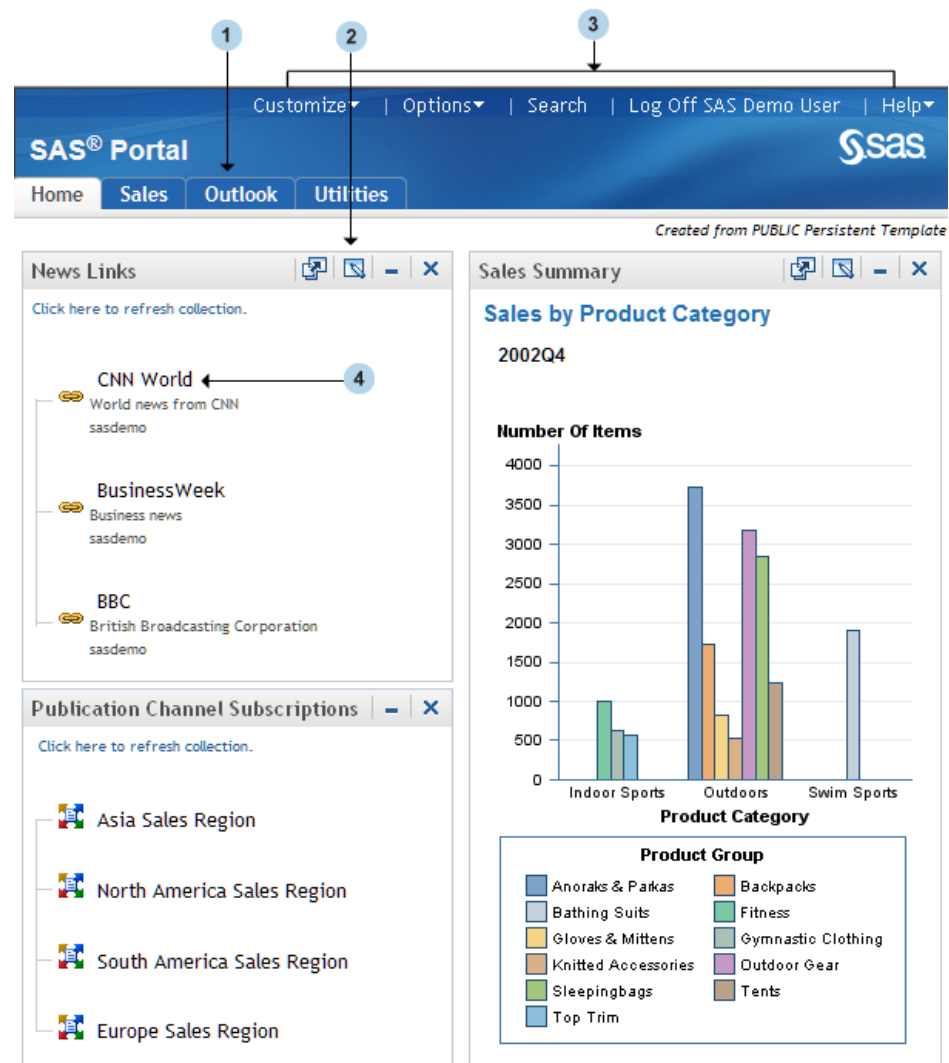 1
2
3
Customize | Options | Search | Log Off SAS Demo User | Help
SAS® Portal
sas
Home Sales Outlook Utilities
Created from PUBLIC Persistent Template
News Links
Click here to refresh collection.
CNN World
4
World news from CNN
sasdemo
BusinessWeek
Business news
sasdemo
BBC
British Broadcasting Corporation
sasdemo
Publication Channel Subscriptions
Click here to refresh collection.
Asia Sales Region
North America Sales Region
South America Sales Region
Europe Sales Region
Sales Summary
Sales by Product Category
2002Q4
Number Of Items
4000
3500
3000
2500
2000
1500
1000
500
0
Indoor Sports Outdoors Swim Sports
Product Category
Product Group
Anoraks & Parkas Backpacks
Bathing Suits Fitness
Gloves & Mittens Gymnastic Clothing
Knitted Accessories Outdoor Gear
Sleepingbags Tents
Top Trim